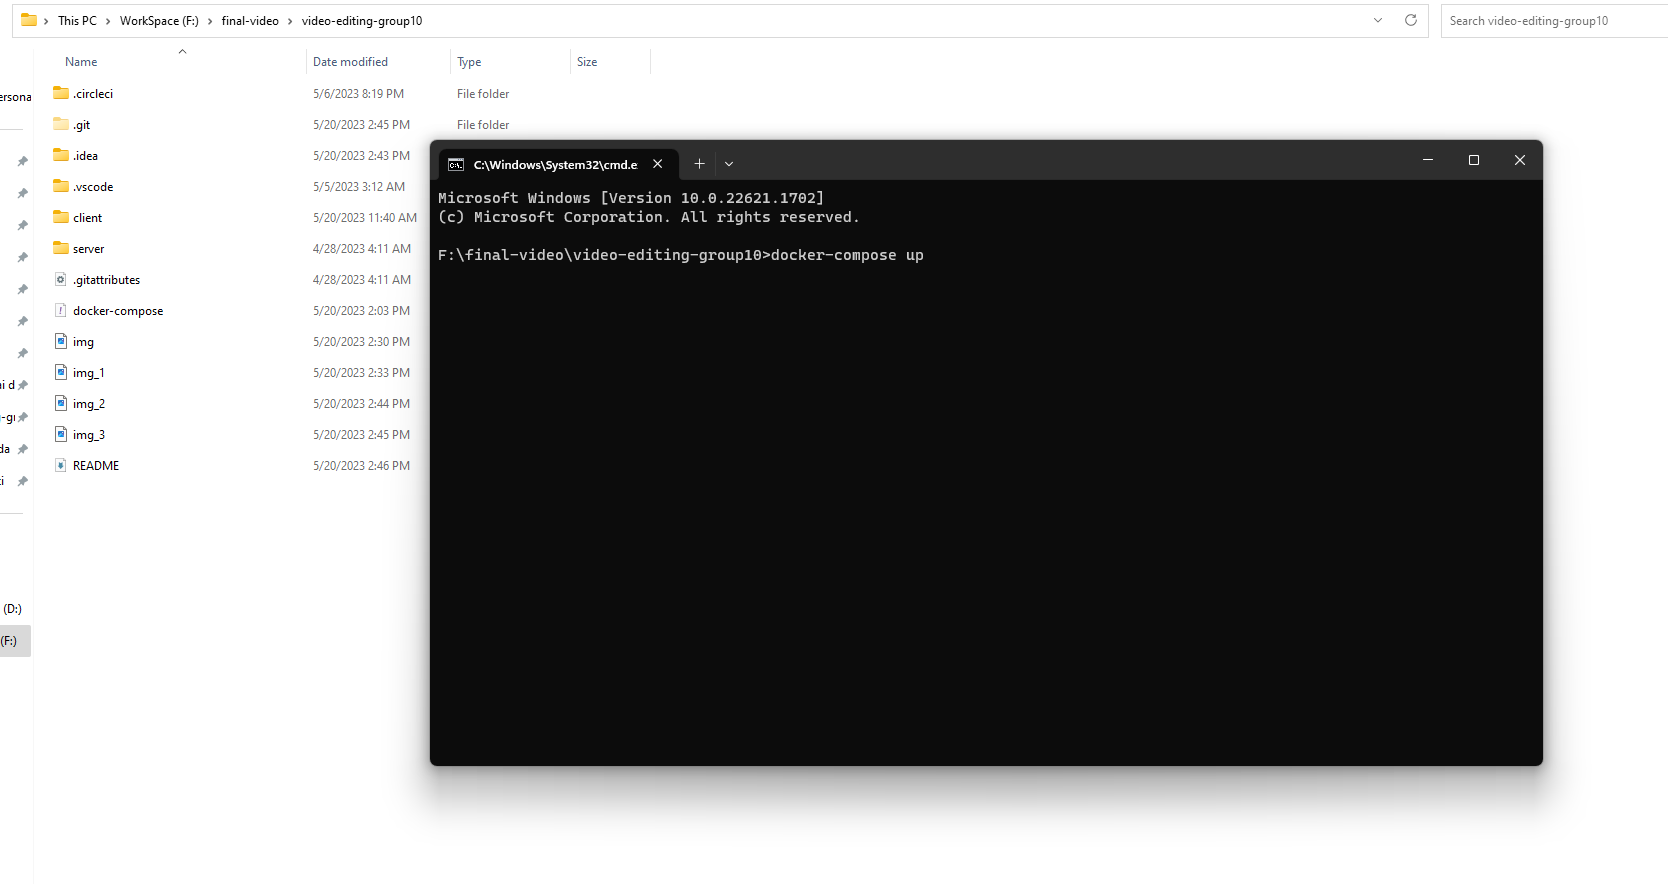 This PC > WorkSpace (F:) > final-video > video-editing-group10
Search video-editing-group10
Name Date modified Type Size
.circleci 5/6/2023 8:19 PM File folder
.git 5/20/2023 2:45 PM File folder
.idea 5/20/2023 2:43 PM
.vscode 5/5/2023 3:12 AM
client 5/20/2023 11:40 AM
server 4/28/2023 4:11 AM
.gitattributes 4/28/2023 4:11 AM
docker-compose 5/20/2023 2:03 PM
img 5/20/2023 2:30 PM
img_1 5/20/2023 2:33 PM
img_2 5/20/2023 2:44 PM
img_3 5/20/2023 2:45 PM
README 5/20/2023 2:46 PM
ersona
ni d
-gı
da
(D:)
(F:)
C:\Windows\System32\cmd.e
Microsoft Windows [Version 10.0.22621.1702]
(c) Microsoft Corporation. All rights reserved.
F:\final-video\video-editing-group10>docker-compose up